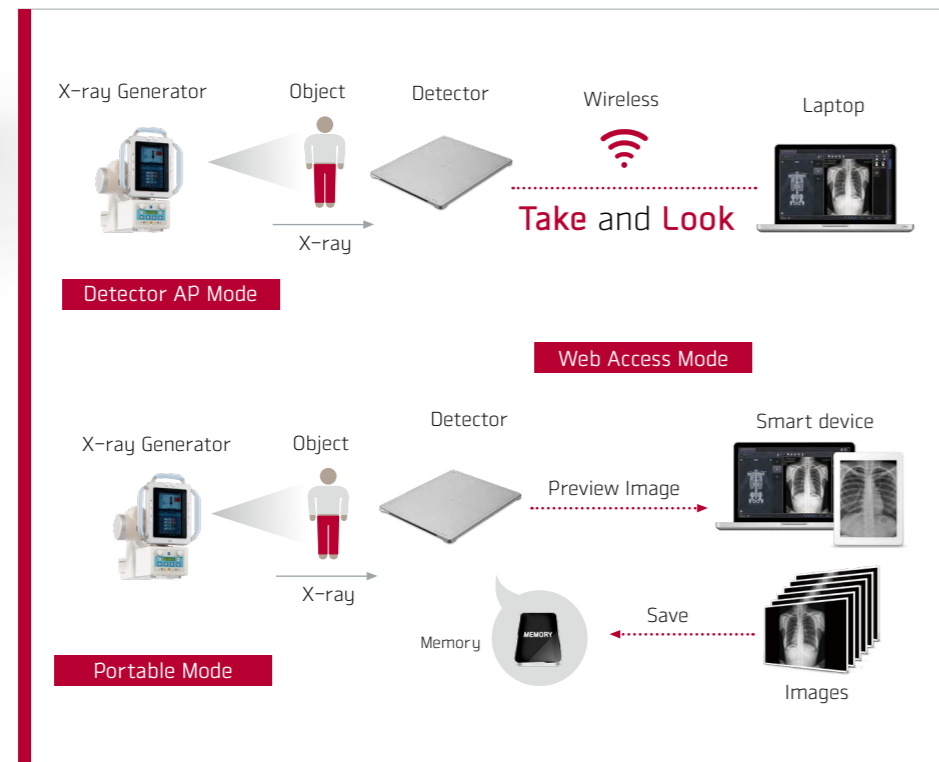 X-ray Generator
Object
Detector
Wireless
Laptop
Take and Look
X-ray
Detector AP Mode
Web Access Mode
X-ray Generator
Object
Detector
Smart device
Preview Image
X-ray
Memory
MEMORY
Save
Portable Mode
Images